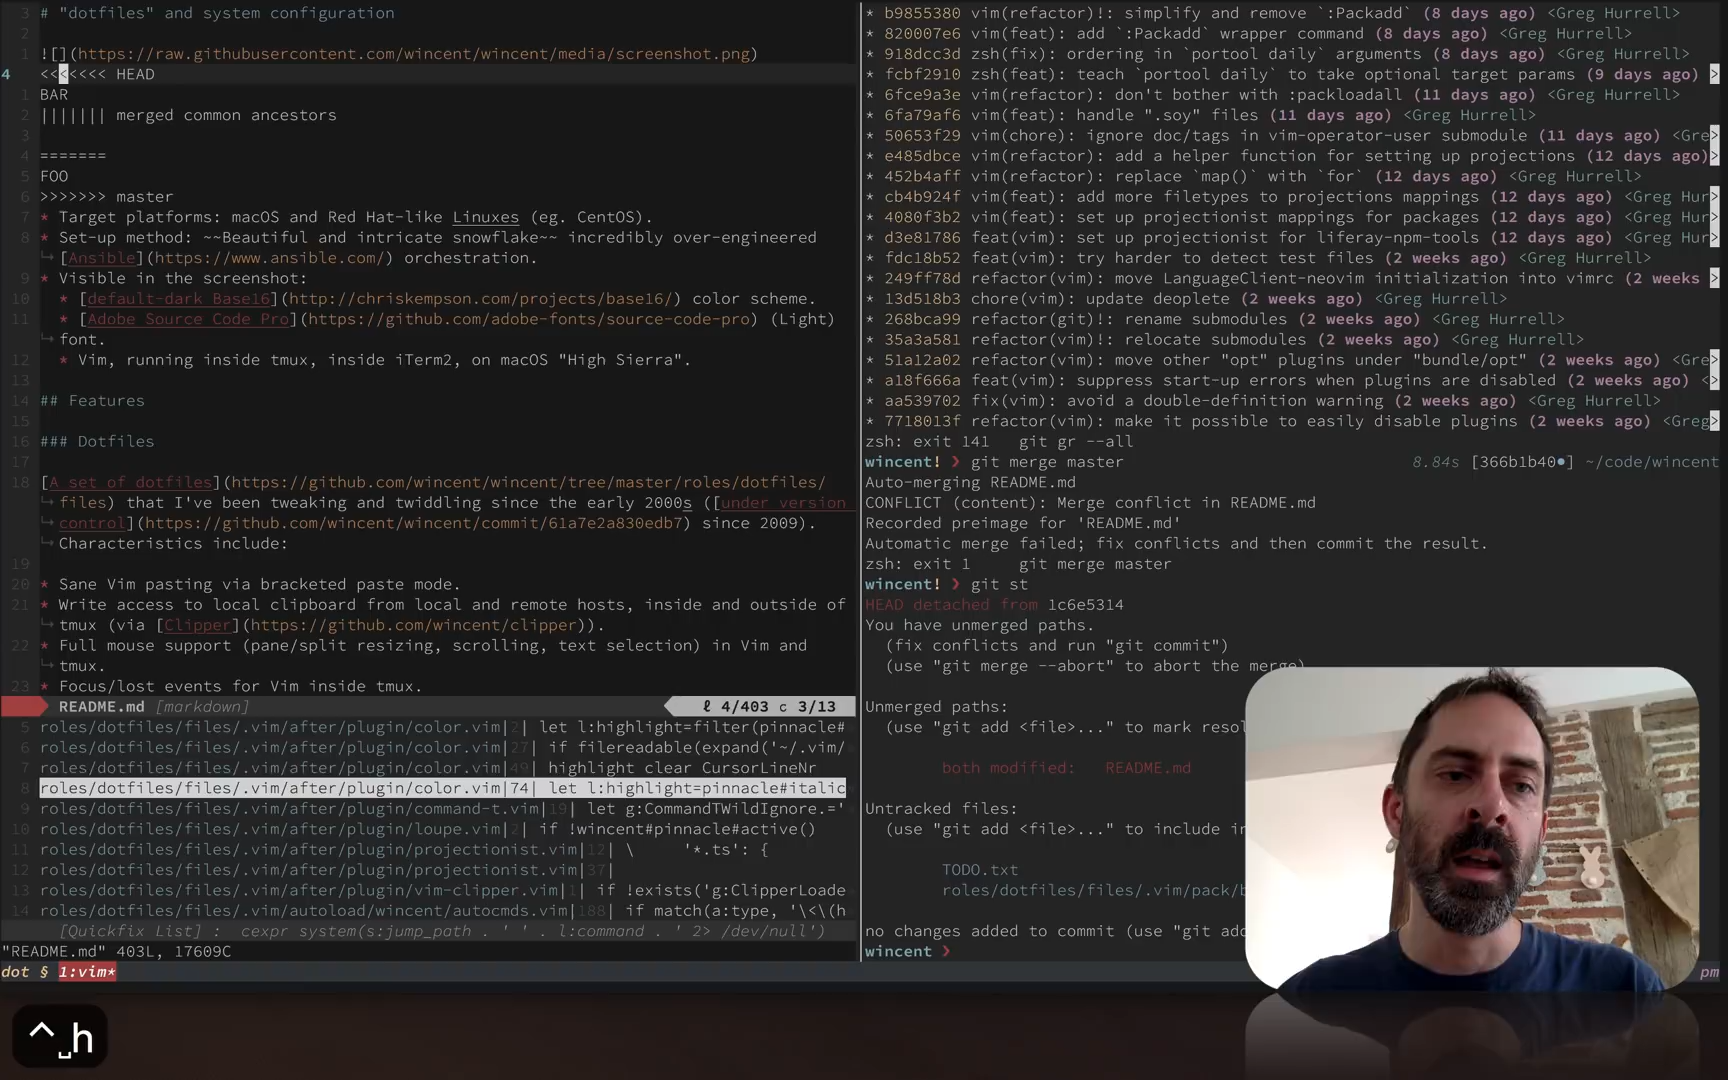 3 # "dotfiles" and system configuration
2
1 ![](https://raw.githubusercontent.com/wincent/wincent/media/screenshot.png)
4 <<<<<<< HEAD
1 BAR
2 ||||||| merged common ancestors
3
4 =======
5 FOO
6 >>>>>>> master
7 * Target platforms: macOS and Red Hat-like Linuxes (eg. CentOS).
8 * Set-up method: ~~Beautiful and intricate snowflake~~ incredibly over-engineered
[Ansible](https://www.ansible.com/) orchestration.
9 * Visible in the screenshot:
10 * [default-dark Base16](http://chriskempson.com/projects/base16/) color scheme.
11 * [Adobe Source Code Pro](https://github.com/adobe-fonts/source-code-pro) (Light)
font.
12 * Vim, running inside tmux, inside iTerm2, on macOS "High Sierra".
13
14 ## Features
15
16 ### Dotfiles
17
18 [A set of dotfiles](https://github.com/wincent/wincent/tree/master/roles/dotfiles/
files) that I've been tweaking and twiddling since the early 2000s ([under version
control](https://github.com/wincent/wincent/commit/61a7e2a830edb7) since 2009).
Characteristics include:
19
20 * Sane Vim pasting via bracketed paste mode.
21 * Write access to local clipboard from local and remote hosts, inside and outside of
tmux (via [Clipper](https://github.com/wincent/clipper)).
22 * Full mouse support (pane/split resizing, scrolling, text selection) in Vim and
tmux.
23 * Focus/lost events for Vim inside tmux.
README.md [markdown] ℓ 4/403 c 3/13
5 roles/dotfiles/files/.vim/after/plugin/color.vim|2| let l:highlight=filter(pinnacle#
6 roles/dotfiles/files/.vim/after/plugin/color.vim|27| if filereadable(expand('~/.vim/
7 roles/dotfiles/files/.vim/after/plugin/color.vim|49| highlight clear CursorLineNr
8 roles/dotfiles/files/.vim/after/plugin/color.vim|74| let l:highlight=pinnacle#italic
9 roles/dotfiles/files/.vim/after/plugin/command-t.vim|19| let g:CommandTWildIgnore.='
10 roles/dotfiles/files/.vim/after/plugin/loupe.vim|2| if !wincent#pinnacle#active()
11 roles/dotfiles/files/.vim/after/plugin/projectionist.vim|12| \ '*.ts': {
12 roles/dotfiles/files/.vim/after/plugin/projectionist.vim|37|
13 roles/dotfiles/files/.vim/after/plugin/vim-clipper.vim|1| if !exists('g:ClipperLoade
14 roles/dotfiles/files/.vim/autoload/wincent/autocmds.vim|188| if match(a:type, '\<\(h
[Quickfix List] : cexpr system(s:jump_path . ' ' . l:command . ' 2> /dev/null')
"README.md" 403L, 17609C
dot § 1:vim*
* b9855380 vim(refactor)!: simplify and remove `:Packadd` (8 days ago) <Greg Hurrell>
* 820007e6 vim(feat): add `:Packadd` wrapper command (8 days ago) <Greg Hurrell>
* 918dcc3d zsh(fix): ordering in `portool daily` arguments (8 days ago) <Greg Hurrell>
* fcbf2910 zsh(feat): teach `portool daily` to take optional target params (9 days ago) >
* 6fce9a3e vim(refactor): don't bother with :packloadall (11 days ago) <Greg Hurrell>
* 6fa79af6 vim(feat): handle ".soy" files (11 days ago) <Greg Hurrell>
* 50653f29 vim(chore): ignore doc/tags in vim-operator-user submodule (11 days ago) <Gre>
* e485dbce vim(refactor): add a helper function for setting up projections (12 days ago)>
* 452b4aff vim(refactor): replace `map()` with `for` (12 days ago) <Greg Hurrell>
* cb4b924f vim(feat): add more filetypes to projections mappings (12 days ago) <Greg Hur>
* 4080f3b2 vim(feat): set up projectionist mappings for packages (12 days ago) <Greg Hur>
* d3e81786 feat(vim): set up projectionist for liferay-npm-tools (12 days ago) <Greg Hur>
* fdc18b52 feat(vim): try harder to detect test files (2 weeks ago) <Greg Hurrell>
* 249ff78d refactor(vim): move LanguageClient-neovim initialization into vimrc (2 weeks >
* 13d518b3 chore(vim): update deoplete (2 weeks ago) <Greg Hurrell>
* 268bca99 refactor(git)!: rename submodules (2 weeks ago) <Greg Hurrell>
* 35a3a581 refactor(vim)!: relocate submodules (2 weeks ago) <Greg Hurrell>
* 51a12a02 refactor(vim): move other "opt" plugins under "bundle/opt" (2 weeks ago) <Gre>
* a18f666a feat(vim): suppress start-up errors when plugins are disabled (2 weeks ago) <>
* aa539702 fix(vim): avoid a double-definition warning (2 weeks ago) <Greg Hurrell>
* 7718013f refactor(vim): make it possible to easily disable plugins (2 weeks ago) <Greg>
zsh: exit 141 git gr --all
wincent! ❯ git merge master 8.84s [366b1b40●] ~/code/wincent
Auto-merging README.md
CONFLICT (content): Merge conflict in README.md
Recorded preimage for 'README.md'
Automatic merge failed; fix conflicts and then commit the result.
zsh: exit 1 git merge master
wincent! ❯ git st
HEAD detached from 1c6e5314
You have unmerged paths.
(fix conflicts and run "git commit")
(use "git merge --abort" to abort the merge)
Unmerged paths:
(use "git add <file>..." to mark resol
both modified: README.md
Untracked files:
(use "git add <file>..." to include in
TODO.txt
roles/dotfiles/files/.vim/pack/b
no changes added to commit (use "git add
wincent ❯
pm
^␣h